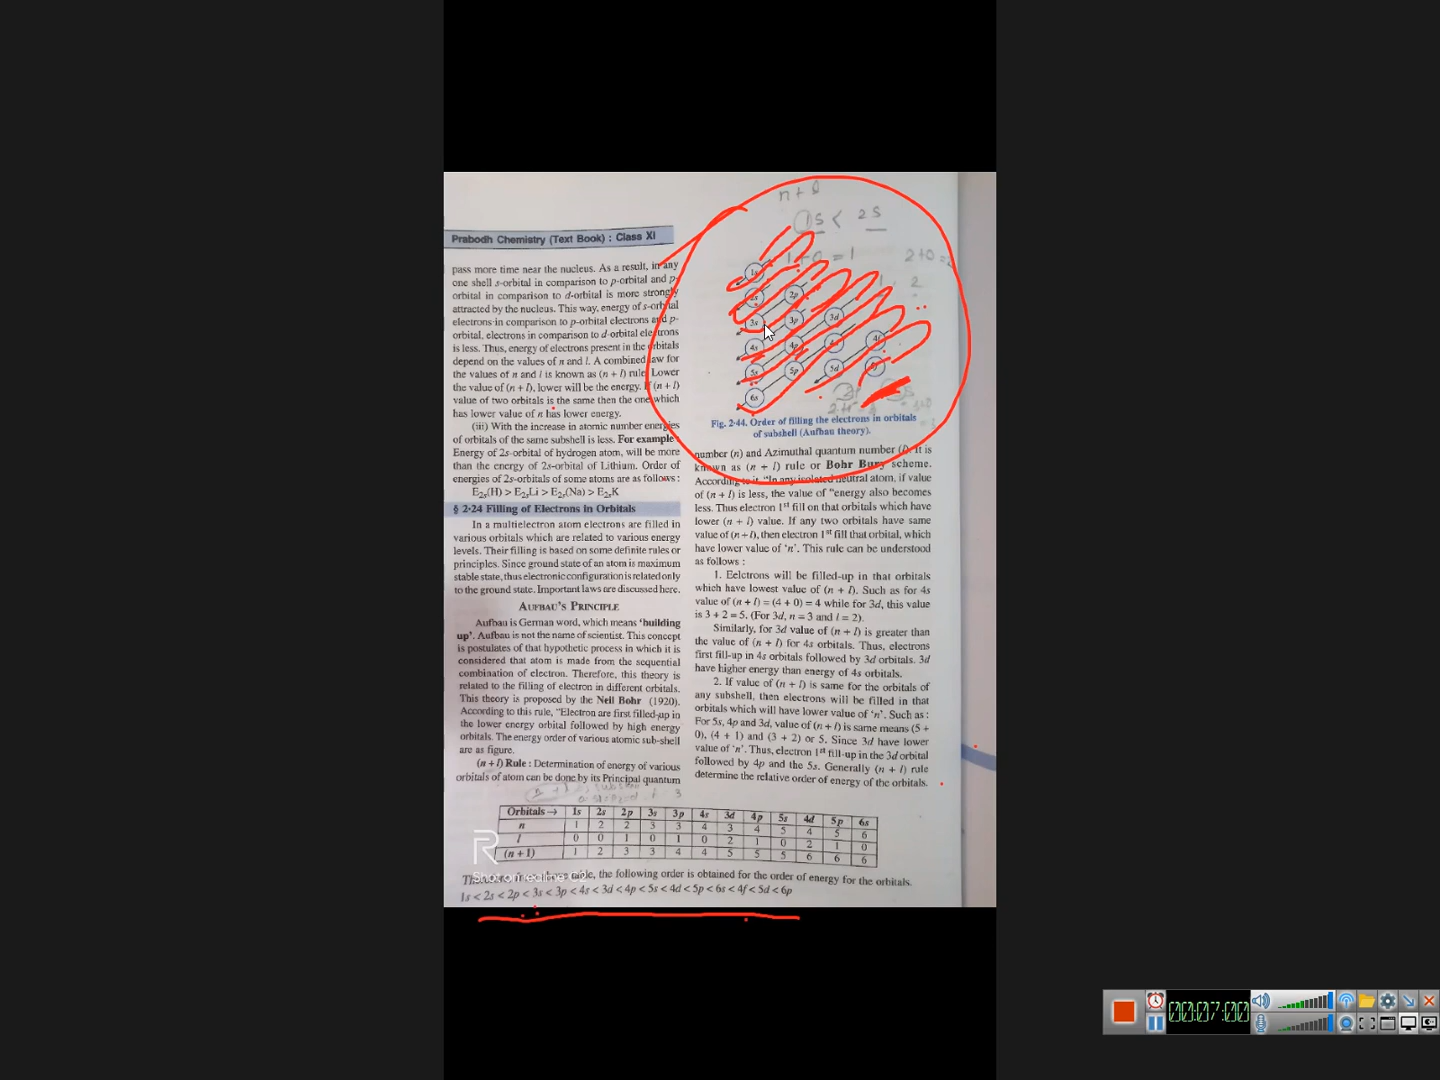 n + l
1s < 2s
Prabodh Chemistry (Text Book) : Class XI
1 + 0 = 1
2+0 =
pass more time near the nucleus. As a result, in any
one shell s-orbital in comparison to p-orbital and p-
orbital in comparison to d-orbital is more strongly
attracted by the nucleus. This way, energy of s-orbital
electrons in comparison to p-orbital electrons and p-
orbital, electrons in comparison to d-orbital electrons
is less. Thus, energy of electrons present in the orbitals
depend on the values of n and l. A combined law for
the values of n and l is known as (n + l) rule. Lower
the value of (n + l), lower will be the energy. If (n + l)
value of two orbitals is the same then the one which
has lower value of n has lower energy.
(iii) With the increase in atomic number energies
of orbitals of the same subshell is less. For example
Energy of 2s-orbital of hydrogen atom, will be more
than the energy of 2s-orbital of Lithium. Order of
energies of 2s-orbitals of some atoms are as follows :
E2s(H) > E2sLi > E2s(Na) > E2sK
§ 2·24 Filling of Electrons in Orbitals
In a multielectron atom electrons are filled in
various orbitals which are related to various energy
levels. Their filling is based on some definite rules or
principles. Since ground state of an atom is maximum
stable state, thus electronic configuration is related only
to the ground state. Important laws are discussed here.
AUFBAU'S PRINCIPLE
Aufbau is German word, which means 'building
up'. Aufbau is not the name of scientist. This concept
is postulates of that hypothetic process in which it is
considered that atom is made from the sequential
combination of electron. Therefore, this theory is
related to the filling of electron in different orbitals.
This theory is proposed by the Neil Bohr (1920).
According to this rule, "Electron are first filled-up in
the lower energy orbital followed by high energy
orbitals. The energy order of various atomic sub-shell
are as figure.
(n + l) Rule : Determination of energy of various
orbitals of atom can be done by its Principal quantum
1s
2s 2p
3s 3p 3d
4s 4p 4f
5s 5p 5d
6s
Fig. 2·44. Order of filling the electrons in orbitals
of subshell (Aufbau theory).
number (n) and Azimuthal quantum number (l). It is
known as (n + l) rule or Bohr Bury scheme.
According to it "In any isolated neutral atom, if value
of (n + l) is less, the value of "energy also becomes
less. Thus electron 1st fill on that orbitals which have
lower (n + l) value. If any two orbitals have same
value of (n+l), then electron 1st fill that orbital, which
have lower value of 'n'. This rule can be understood
as follows :
1. Eelctrons will be filled-up in that orbitals
which have lowest value of (n + l). Such as for 4s
value of (n + l) = (4 + 0) = 4 while for 3d, this value
is 3 + 2 = 5. (For 3d, n = 3 and l = 2).
Similarly, for 3d value of (n + l) is greater than
the value of (n + l) for 4s orbitals. Thus, electrons
first fill-up in 4s orbitals followed by 3d orbitals. 3d
have higher energy than energy of 4s orbitals.
2. If value of (n + l) is same for the orbitals of
any subshell, then electrons will be filled in that
orbitals which will have lower value of 'n'. Such as :
For 5s, 4p and 3d, value of (n + l) is same means (5 +
0), (4 + 1) and (3 + 2) or 5. Since 3d have lower
value of 'n'. Thus, electron 1st fill-up in the 3d orbital
followed by 4p and the 5s. Generally (n + l) rule
determine the relative order of energy of the orbitals.
Orbitals → 1s 2s 2p 3s 3p 4s 3d 4p 5s 4d 5p 6s
n 1 2 2 3 3 4 3 4 5 4 5 6
l 0 0 1 0 1 0 2 1 0 2 1 0
(n + 1) 1 2 3 3 4 4 5 5 5 6 6 6
table, the following order is obtained for the order of energy for the orbitals.
1s < 2s < 2p < 3s < 3p < 4s < 3d < 4p < 5s < 4d < 5p < 6s < 4f < 5d < 6p
R
Shot on realme
00:07:00